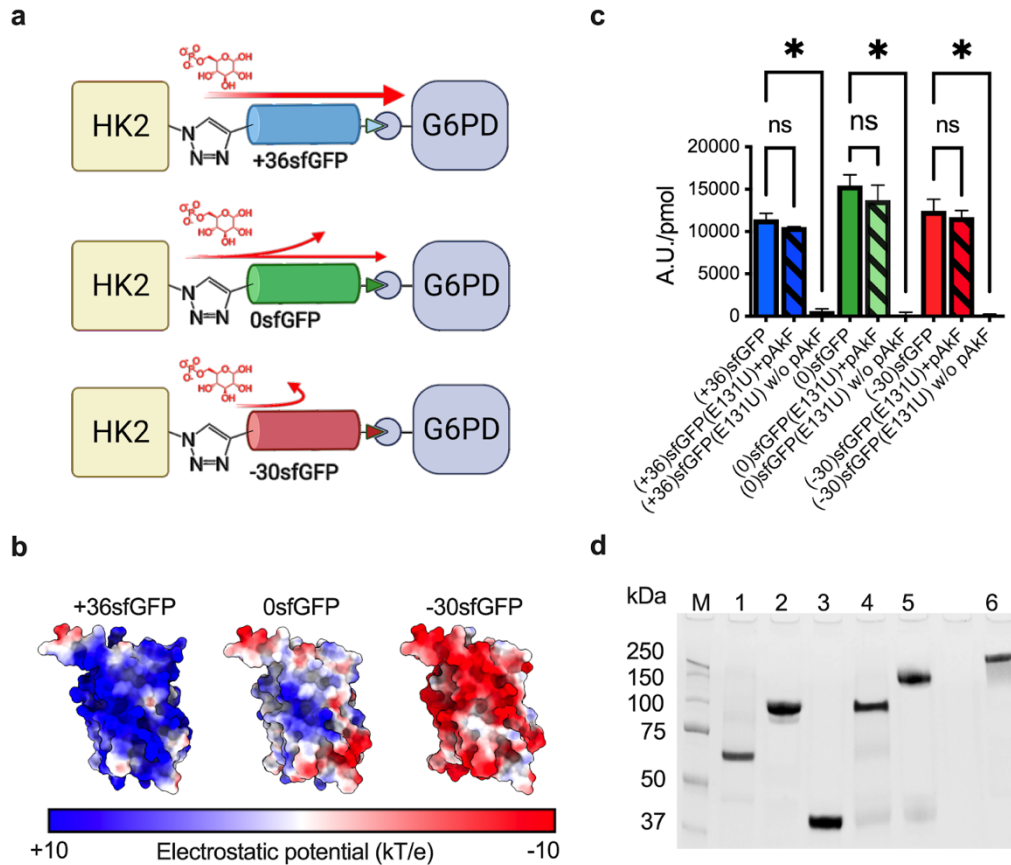 a
HK2
N
N=N
+36sfGFP
G6PD
HK2
N
N=N
0sfGFP
G6PD
HK2
N
N=N
-30sfGFP
G6PD
b
+36sfGFP 0sfGFP -30sfGFP
+10 Electrostatic potential (kT/e) -10
c
* * *
ns ns ns
A.U./pmol
20000
15000
10000
5000
0
(+36)sfGFP
(+36)sfGFP(E131U)+pAkF
(+36)sfGFP(E131U) w/o pAkF
(0)sfGFP
(0)sfGFP(E131U)+pAkF
(0)sfGFP(E131U) w/o pAkF
(-30)sfGFP
(-30)sfGFP(E131U)+pAkF
(-30)sfGFP(E131U) w/o pAkF
d
kDa M 1 2 3 4 5 6
250
150
100
75
50
37